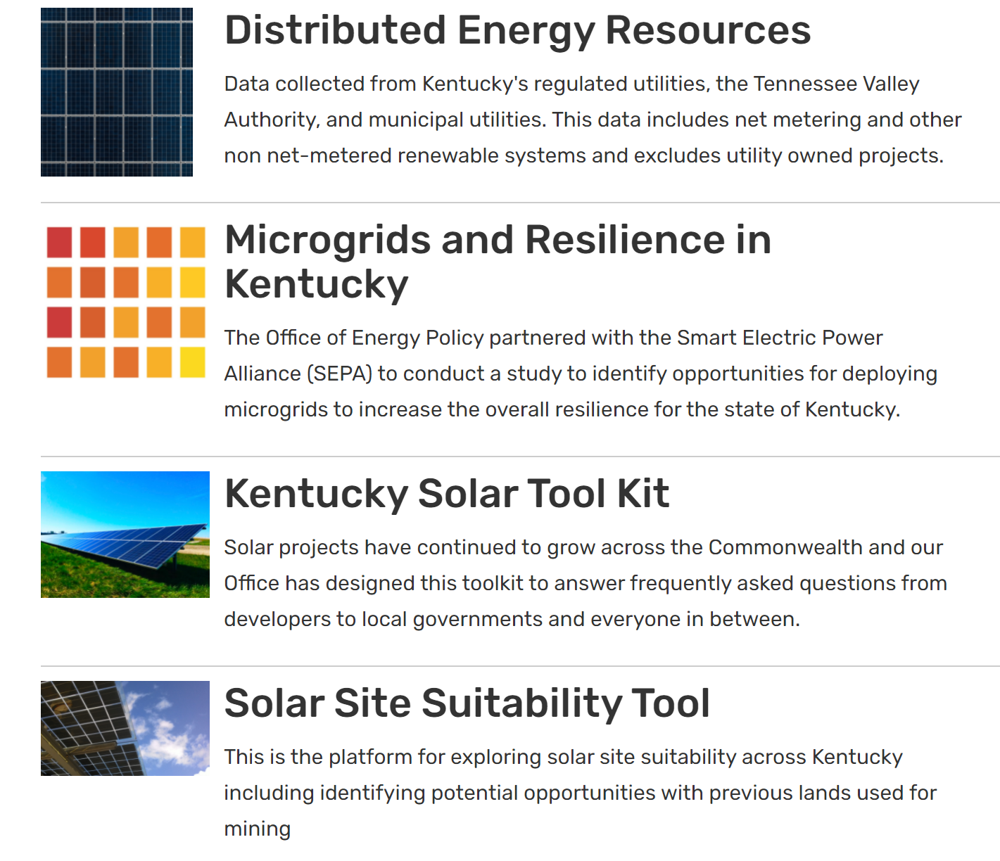 Distributed Energy Resources
Data collected from Kentucky's regulated utilities, the Tennessee Valley
Authority, and municipal utilities. This data includes net metering and other
non net-metered renewable systems and excludes utility owned projects.
Microgrids and Resilience in
Kentucky
The Office of Energy Policy partnered with the Smart Electric Power
Alliance (SEPA) to conduct a study to identify opportunities for deploying
microgrids to increase the overall resilience for the state of Kentucky.
Kentucky Solar Tool Kit
Solar projects have continued to grow across the Commonwealth and our
Office has designed this toolkit to answer frequently asked questions from
developers to local governments and everyone in between.
Solar Site Suitability Tool
This is the platform for exploring solar site suitability across Kentucky
including identifying potential opportunities with previous lands used for
mining